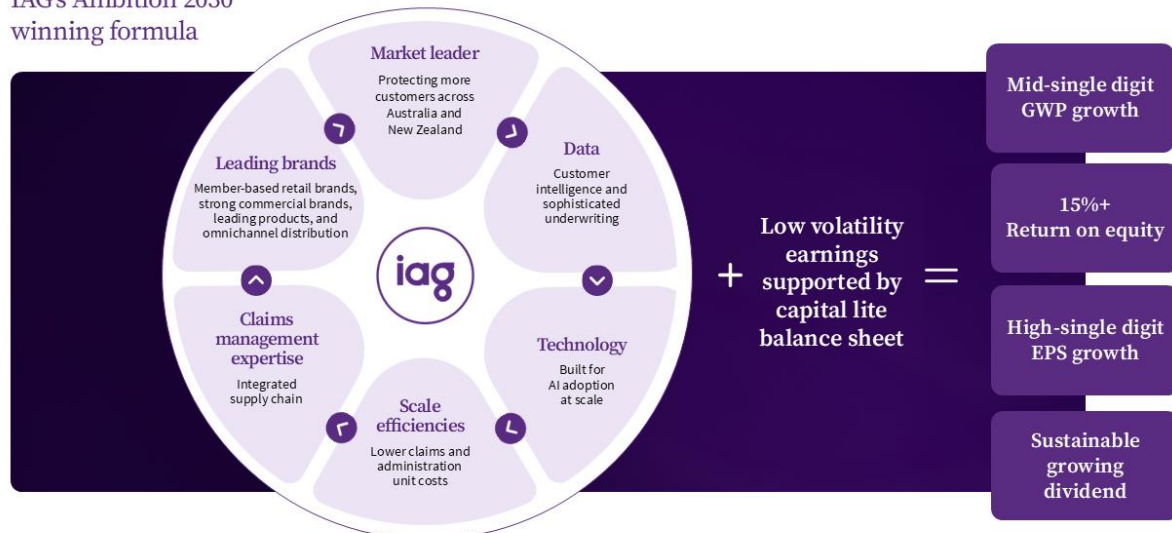 IAG's Ambition 2030
winning formula
Market leader
Protecting more
customers across
Australia and
New Zealand
Data
Customer
intelligence and
sophisticated
underwriting
Technology
Built for
AI adoption
at scale
Scale
efficiencies
Lower claims and
administration
unit costs
Claims
management
expertise
Integrated
supply chain
Leading brands
Member-based retail brands,
strong commercial brands,
leading products, and
omnichannel distribution
iag
+
Low volatility
earnings
supported by
capital lite
balance sheet
=
Mid-single digit
GWP growth
15%+
Return on equity
High-single digit
EPS growth
Sustainable
growing
dividend